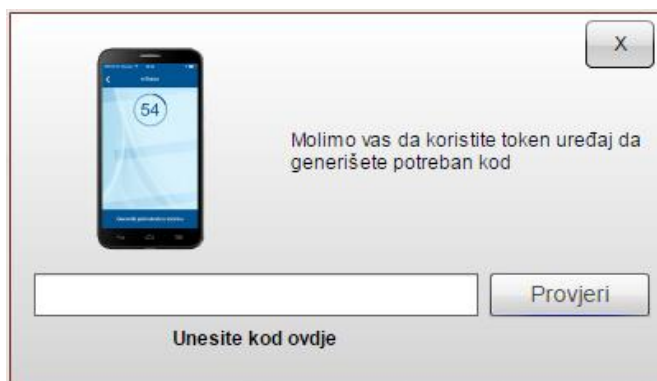 X
54
Molimo vas da koristite token uređaj da
generišete potreban kod
Provjeri
Unesite kod ovdje